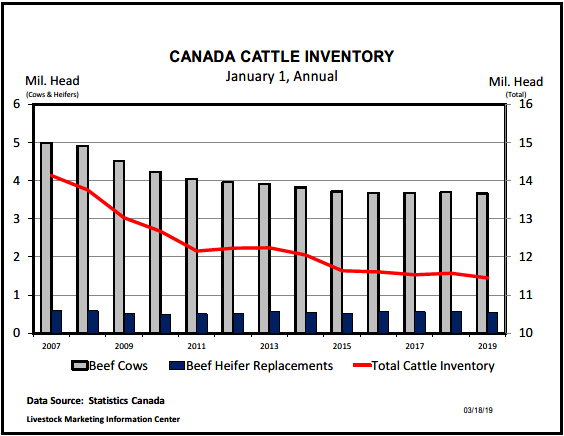 CANADA CATTLE INVENTORY
January 1, Annual
Mil. Head
(Cows & Heifers)
Mil. Head
(Total)
6 16
5 15
4 14
3 13
2 12
1 11
0 10
2007 2009 2011 2013 2015 2017 2019
Beef Cows Beef Heifer Replacements Total Cattle Inventory
Data Source: Statistics Canada
Livestock Marketing Information Center
03/18/19